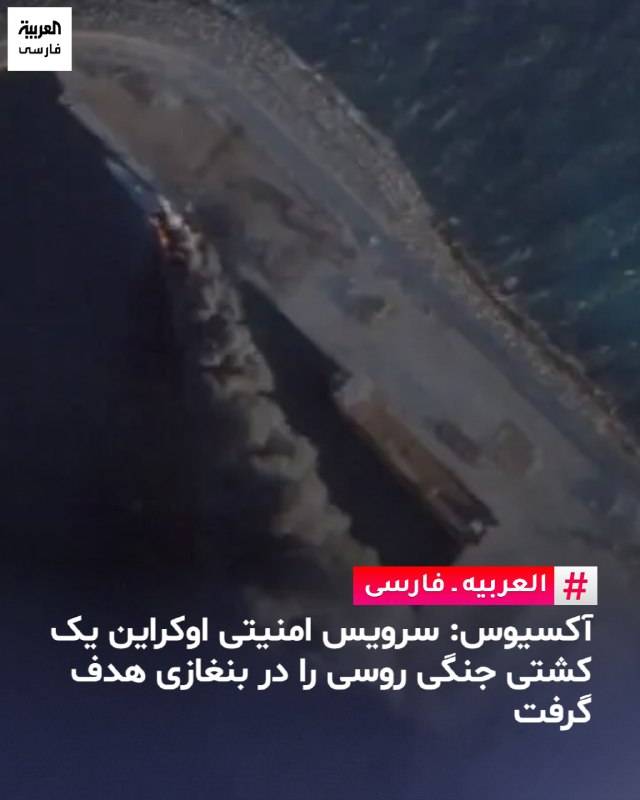 العربية
فارسی
# العربیه ـ فارسی
آکسیوس: سرویس امنیتی اوکراین یک
کشتی جنگی روسی را در بنغازی هدف
گرفت